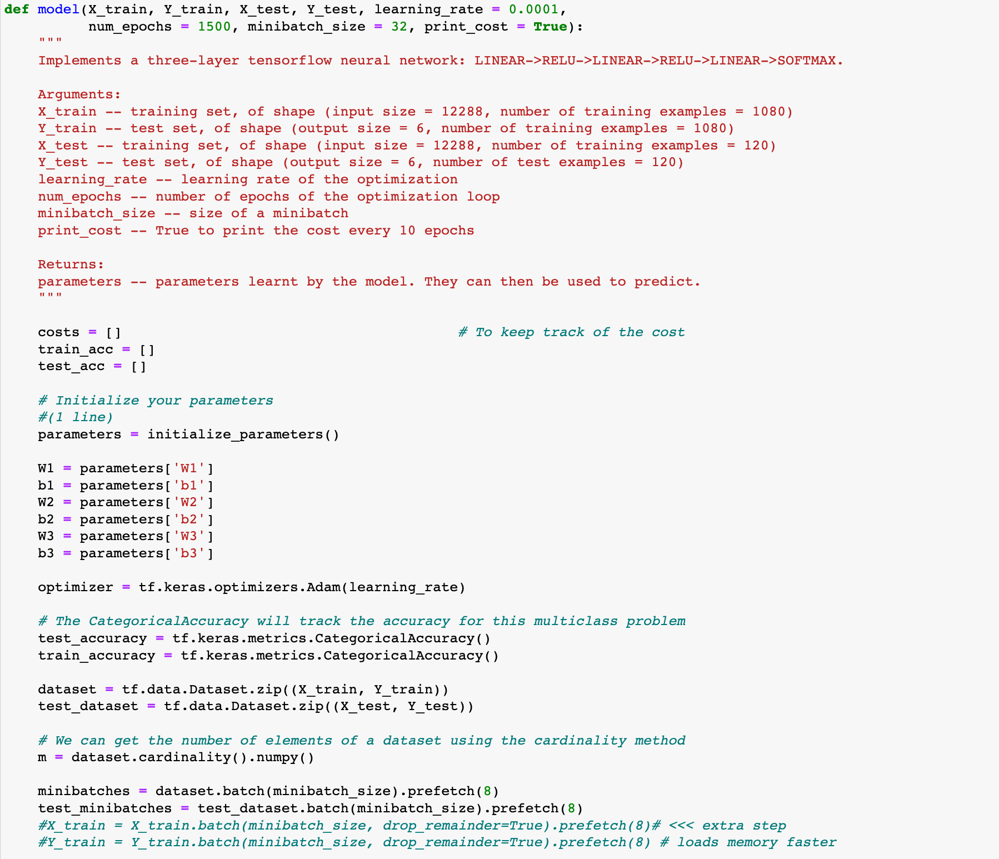 def model(X_train, Y_train, X_test, Y_test, learning_rate = 0.0001,
          num_epochs = 1500, minibatch_size = 32, print_cost = True):
    """
    Implements a three-layer tensorflow neural network: LINEAR->RELU->LINEAR->RELU->LINEAR->SOFTMAX.

    Arguments:
    X_train -- training set, of shape (input size = 12288, number of training examples = 1080)
    Y_train -- test set, of shape (output size = 6, number of training examples = 1080)
    X_test -- training set, of shape (input size = 12288, number of training examples = 120)
    Y_test -- test set, of shape (output size = 6, number of test examples = 120)
    learning_rate -- learning rate of the optimization
    num_epochs -- number of epochs of the optimization loop
    minibatch_size -- size of a minibatch
    print_cost -- True to print the cost every 10 epochs

    Returns:
    parameters -- parameters learnt by the model. They can then be used to predict.
    """

    costs = []                                        # To keep track of the cost
    train_acc = []
    test_acc = []

    # Initialize your parameters
    #(1 line)
    parameters = initialize_parameters()

    W1 = parameters['W1']
    b1 = parameters['b1']
    W2 = parameters['W2']
    b2 = parameters['b2']
    W3 = parameters['W3']
    b3 = parameters['b3']

    optimizer = tf.keras.optimizers.Adam(learning_rate)

    # The CategoricalAccuracy will track the accuracy for this multiclass problem
    test_accuracy = tf.keras.metrics.CategoricalAccuracy()
    train_accuracy = tf.keras.metrics.CategoricalAccuracy()

    dataset = tf.data.Dataset.zip((X_train, Y_train))
    test_dataset = tf.data.Dataset.zip((X_test, Y_test))

    # We can get the number of elements of a dataset using the cardinality method
    m = dataset.cardinality().numpy()

    minibatches = dataset.batch(minibatch_size).prefetch(8)
    test_minibatches = test_dataset.batch(minibatch_size).prefetch(8)
    #X_train = X_train.batch(minibatch_size, drop_remainder=True).prefetch(8)# <<< extra step
    #Y_train = Y_train.batch(minibatch_size, drop_remainder=True).prefetch(8) # loads memory faster